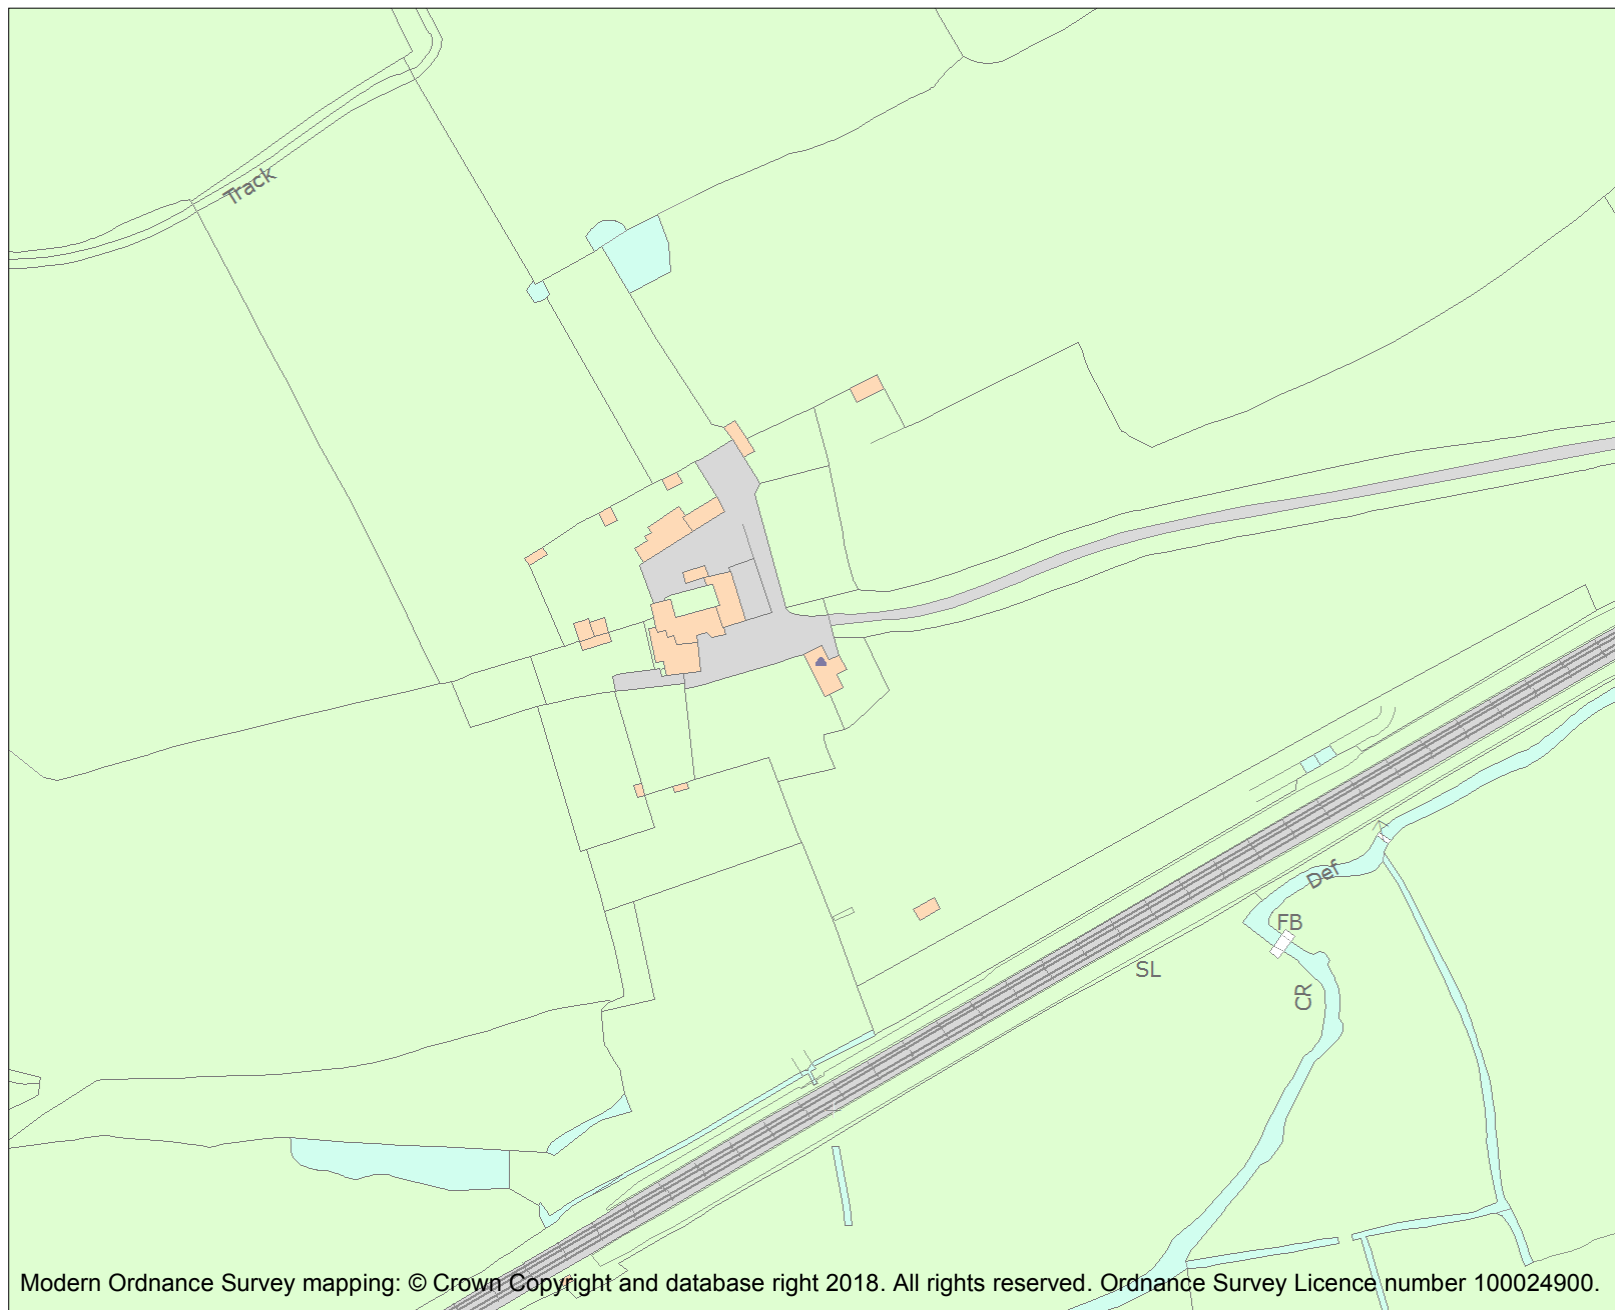 Track
Def
FB
SL
CR
Modern Ordnance Survey mapping: © Crown Copyright and database right 2018. All rights reserved. Ordnance Survey Licence number 100024900.